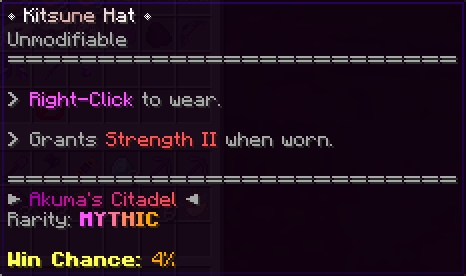 ✦ Kitsune Hat ✦
Unmodifiable
================================
> Right-Click to wear.
> Grants Strength II when worn.
================================
► Akuma's Citadel ◄
Rarity: MYTHIC
Win Chance: 4%